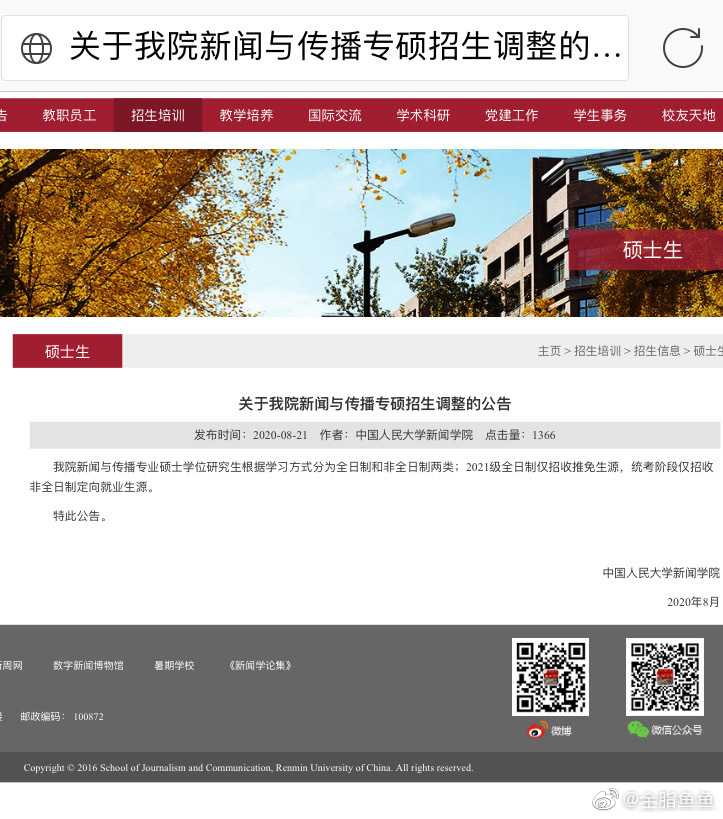 关于我院新闻与传播专硕招生调整的...
告 教职员工 招生培训 教学培养 国际交流 学术科研 党建工作 学生事务 校友天地
硕士生
硕士生 主页 > 招生培训 > 招生信息 > 硕士生
关于我院新闻与传播专硕招生调整的公告
发布时间：2020-08-21 作者：中国人民大学新闻学院 点击量：1366
我院新闻与传播专业硕士学位研究生根据学习方式分为全日制和非全日制两类；2021级全日制仅招收推免生源，统考阶段仅招收
非全日制定向就业生源。
特此公告。
中国人民大学新闻学院
2020年8月
周网 数字新闻博物馆 暑期学校 《新闻学论集》
邮政编码： 100872
微博 微信公众号
Copyright © 2016 School of Journalism and Communication, Renmin University of China. All rights reserved.
@全脂鱼鱼